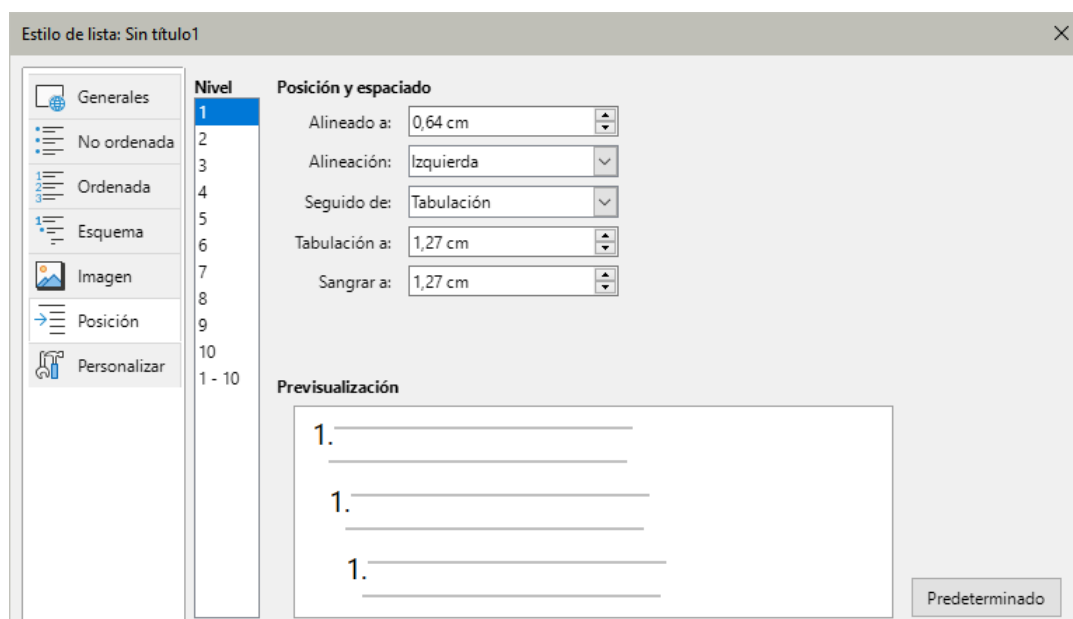 Estilo de lista: Sin título1
Generales
No ordenada
Ordenada
Esquema
Imagen
Posición
Personalizar
Nivel
1
2
3
4
5
6
7
8
9
10
1 - 10
Posición y espaciado
Alineado a: 0,64 cm
Alineación: Izquierda
Seguido de: Tabulación
Tabulación a: 1,27 cm
Sangrar a: 1,27 cm
Previsualización
1.
1.
1.
Predeterminado